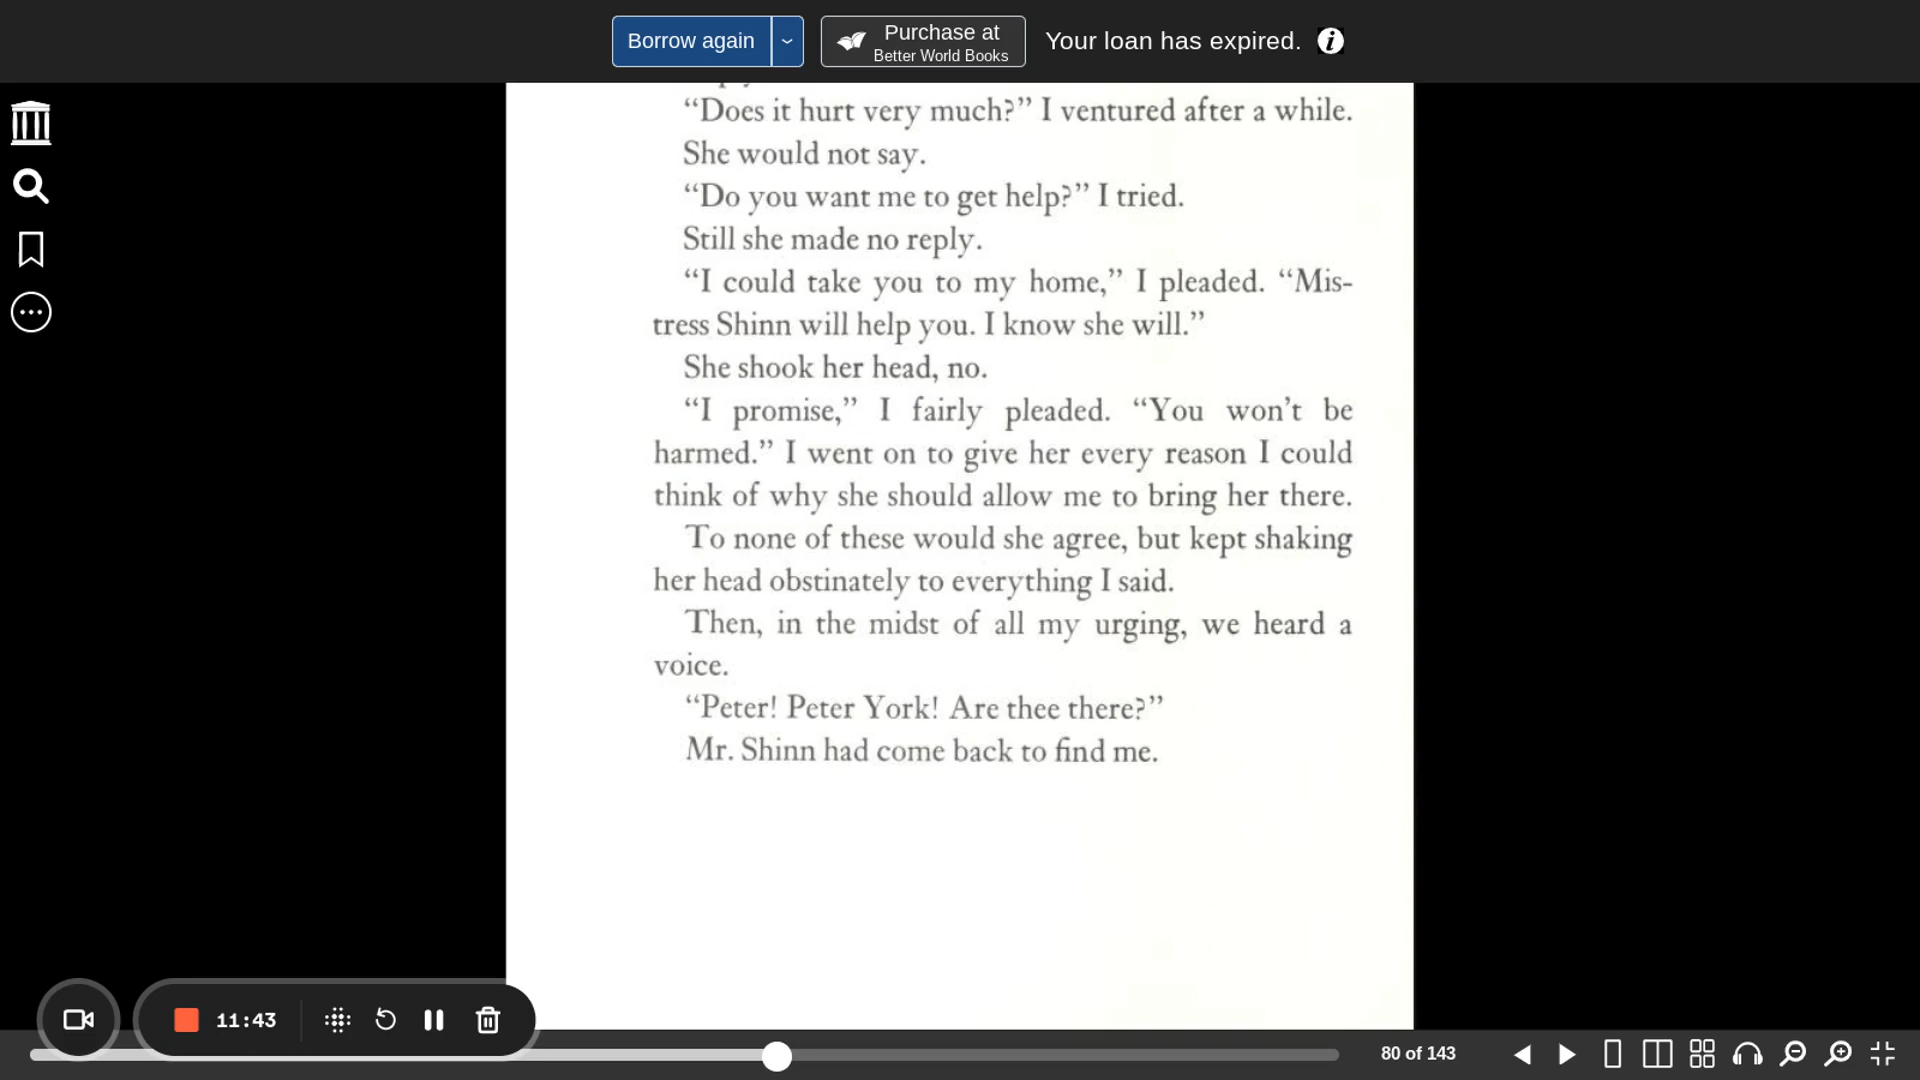 Borrow again
Purchase at
Better World Books
Your loan has expired.
“Does it hurt very much?” I ventured after a while.
She would not say.
“Do you want me to get help?” I tried.
Still she made no reply.
“I could take you to my home,” I pleaded. “Mis-
tress Shinn will help you. I know she will.”
She shook her head, no.
“I promise,” I fairly pleaded. “You won’t be
harmed.” I went on to give her every reason I could
think of why she should allow me to bring her there.
To none of these would she agree, but kept shaking
her head obstinately to everything I said.
Then, in the midst of all my urging, we heard a
voice.
“Peter! Peter York! Are thee there?”
Mr. Shinn had come back to find me.
11:43
80 of 143